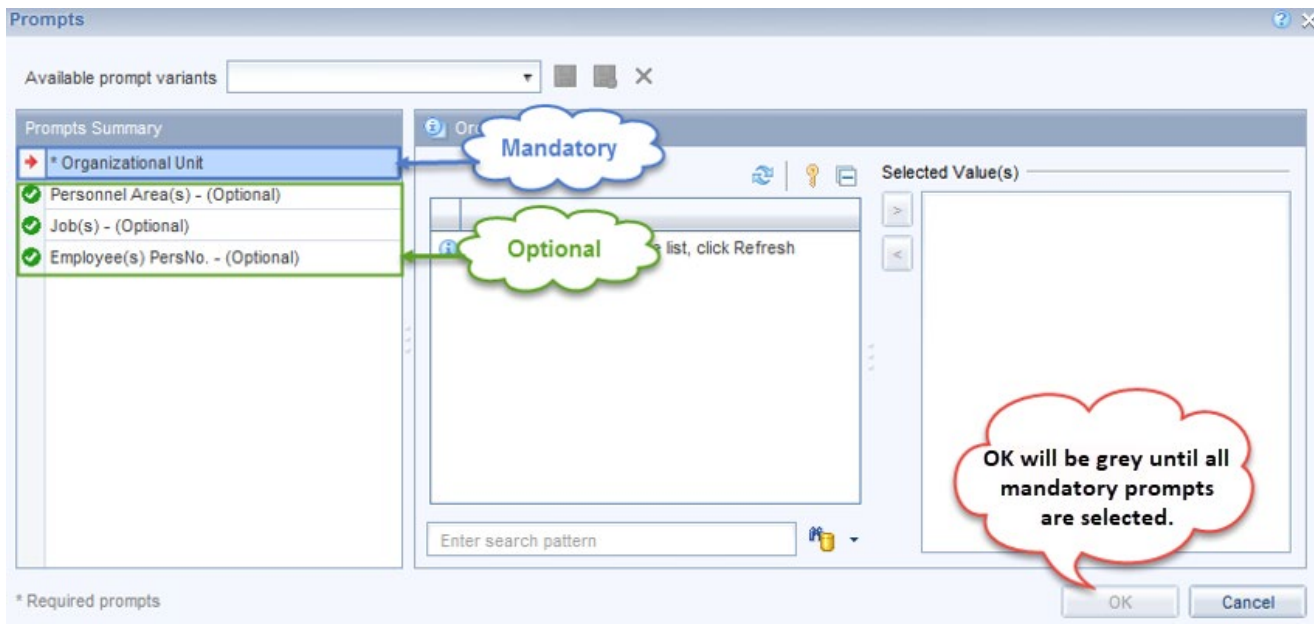 Prompts
Available prompt variants
Prompts Summary
Or
Mandatory
* Organizational Unit
Personnel Area(s) - (Optional)
Job(s) - (Optional)
Employee(s) PersNo. - (Optional)
Optional
list, click Refresh
Selected Value(s)
>
<
OK will be grey until all
mandatory prompts
are selected.
Enter search pattern
* Required prompts
OK
Cancel